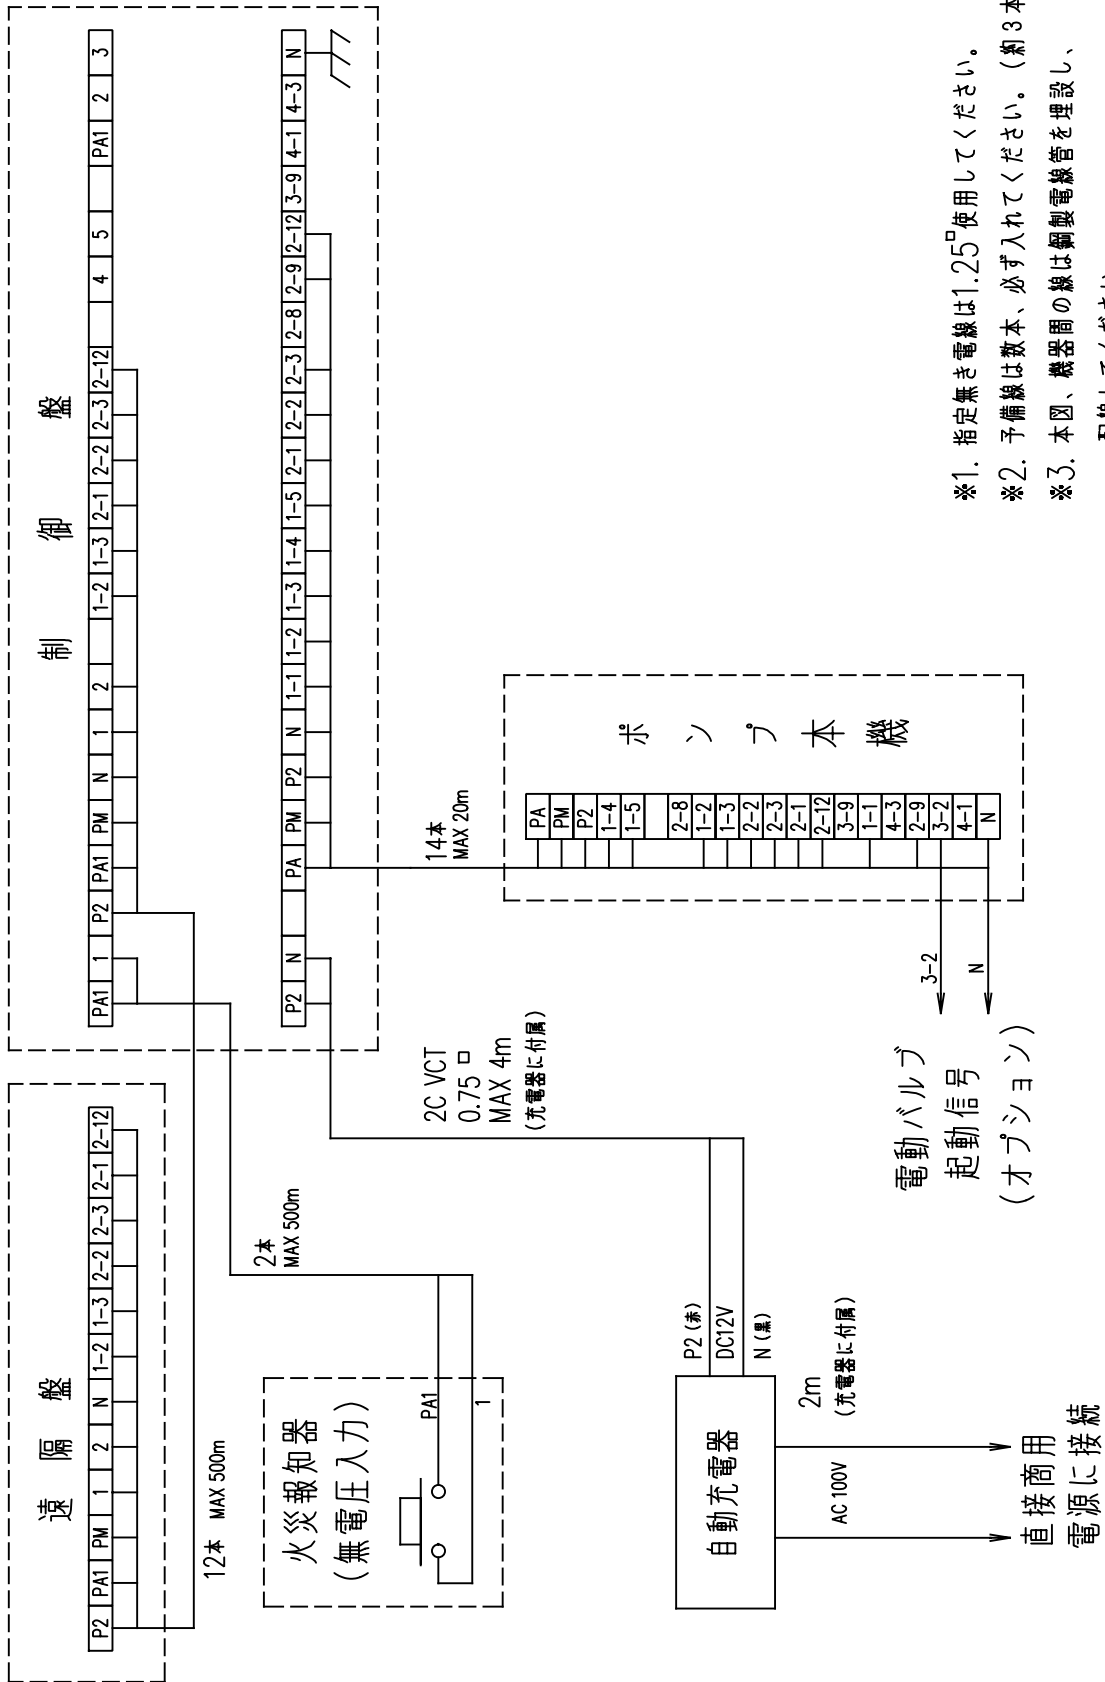 遠隔盤
P2 PA1 PM 1 2 N 1-2 1-3 2-2 2-3 2-1 2-12
12本 MAX 500m
制御盤
PA1 1 P2 PA1 PM N 1 2 1-2 1-3 2-1 2-2 2-3 2-12 4 5 PA1 2 3
P2 N PA PM P2 N 1-1 1-2 1-3 1-4 1-5 2-1 2-2 2-3 2-8 2-9 2-12 3-9 4-1 4-3 N
2本
MAX 500m
火災報知器
(無電圧入力)
PA1
1
2C VCT
0.75 □
MAX 4m
(充電器に付属)
14本
MAX 20m
ポンプ本機
PA
PM
P2
1-4
1-5
2-8
1-2
1-3
2-2
2-3
2-1
2-12
3-9
1-1
4-3
2-9
3-2
4-1
N
3-2
N
電動バルブ
起動信号
(オプション)
自動充電器
P2 (赤)
DC12V
N (黒)
2m
(充電器に付属)
AC 100V
直接商用
電源に接続
※1. 指定無き電線は1.25□使用してください。
※2. 予備線は数本、必ず入れてください。(約3本
※3. 本図、機器間の線は鋼製電線管を埋設し、